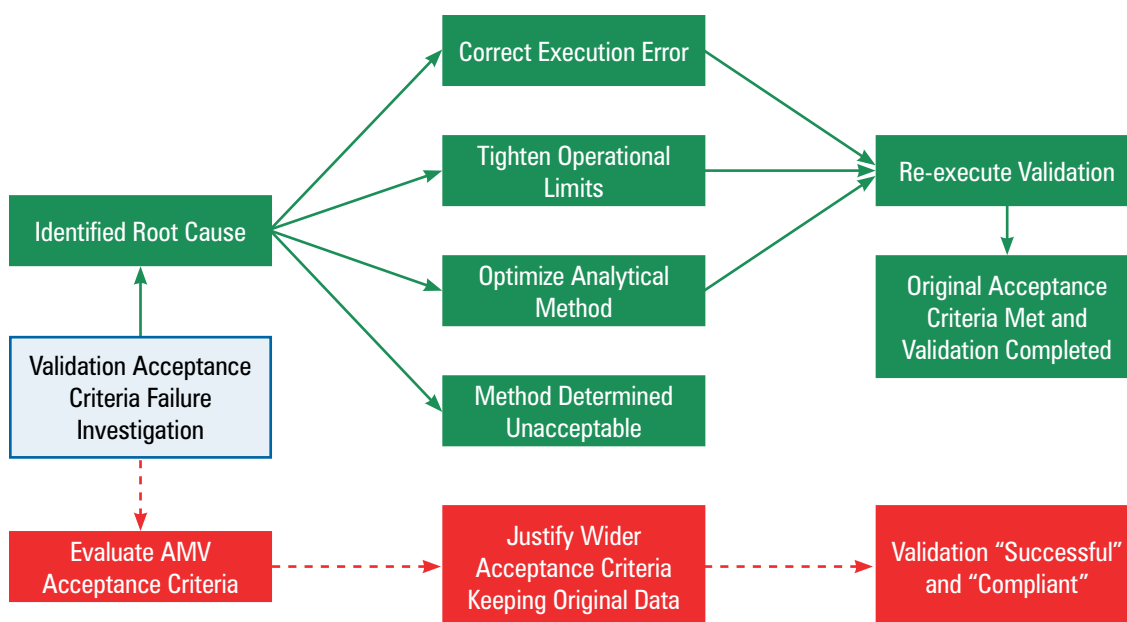 Correct Execution Error
Tighten Operational
Limits
Re-execute Validation
Identified Root Cause
Optimize Analytical
Method
Original Acceptance
Criteria Met and
Validation Completed
Validation Acceptance
Criteria Failure
Investigation
Method Determined
Unacceptable
Evaluate AMV
Acceptance Criteria
Justify Wider
Acceptance Criteria
Keeping Original Data
Validation “Successful”
and “Compliant”